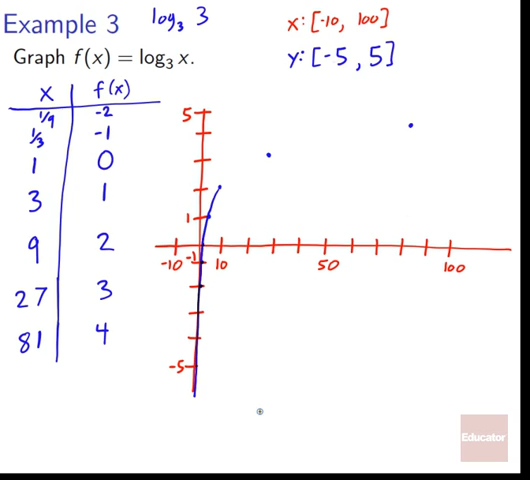 Example 3 log₃ 3
Graph f(x) = log₃ x.
x: [-10, 100]
y: [-5, 5]
x f(x)
1/9 -2
1/3 -1
1 0
3 1
9 2
27 3
81 4
5
1
-10 -1 10 50 100
-5
Educator